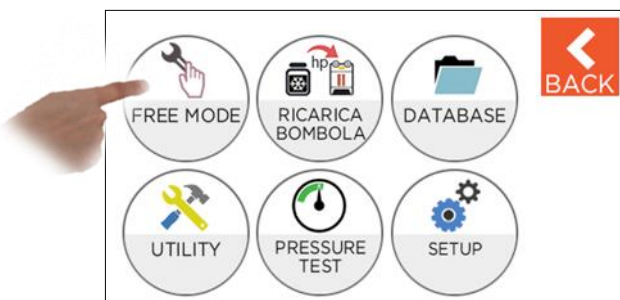 hp
FREE MODE
RICARICA
BOMBOLA
DATABASE
BACK
UTILITY
PRESSURE
TEST
SETUP